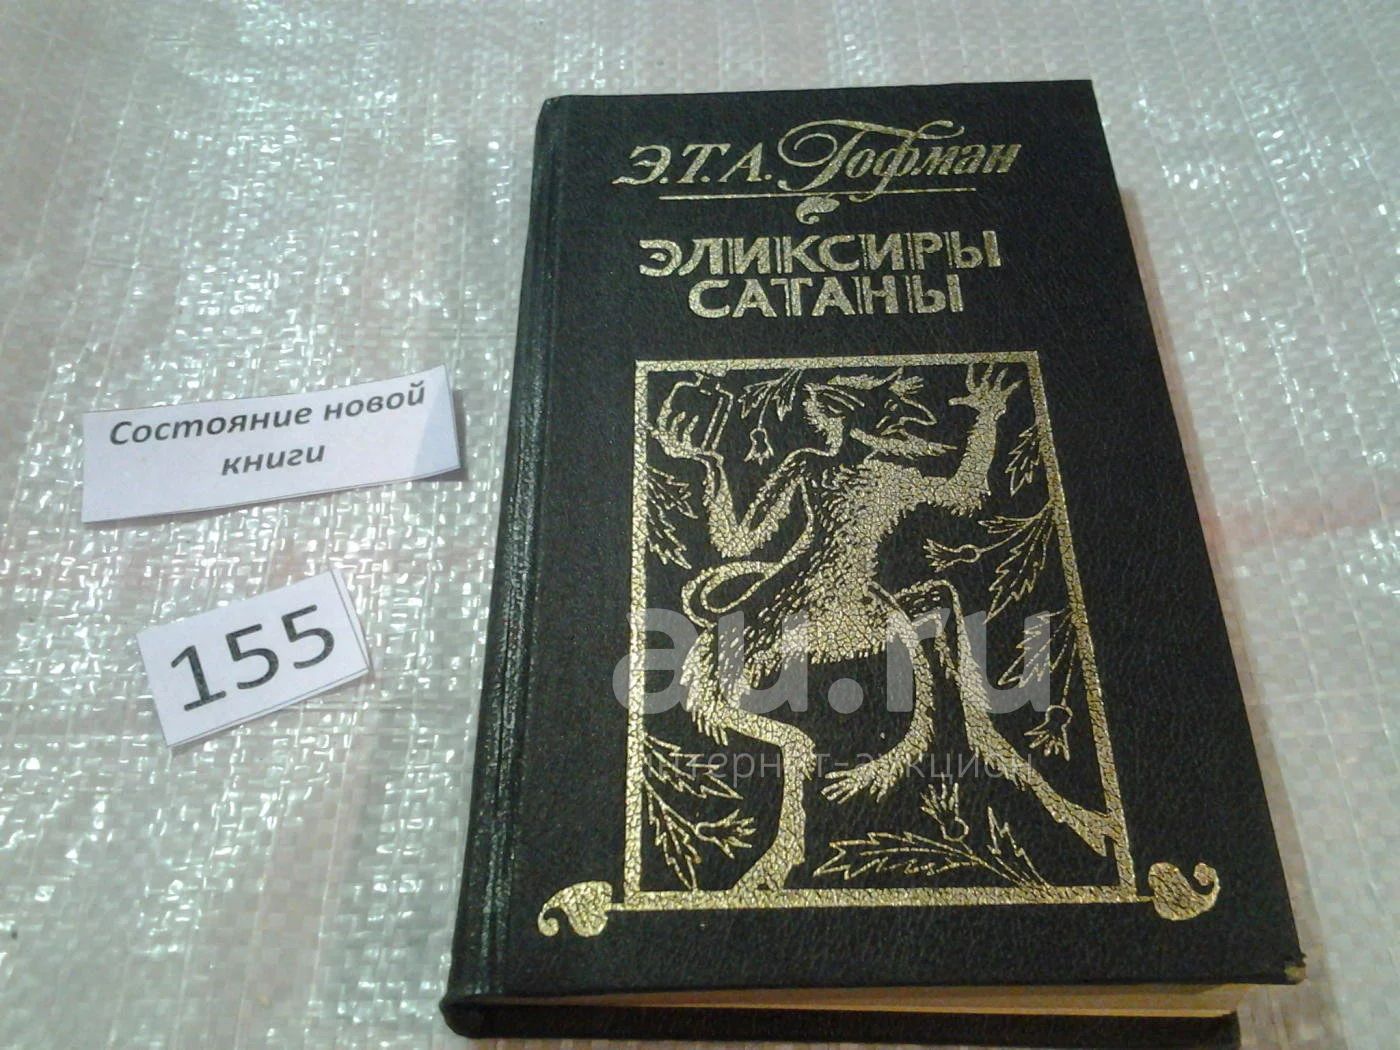 Э.Т.А. Гофман
ЭЛИКСИРЫ
САТАНЫ
Состояние новой
книги
155
au.ru
интернет-аукцион